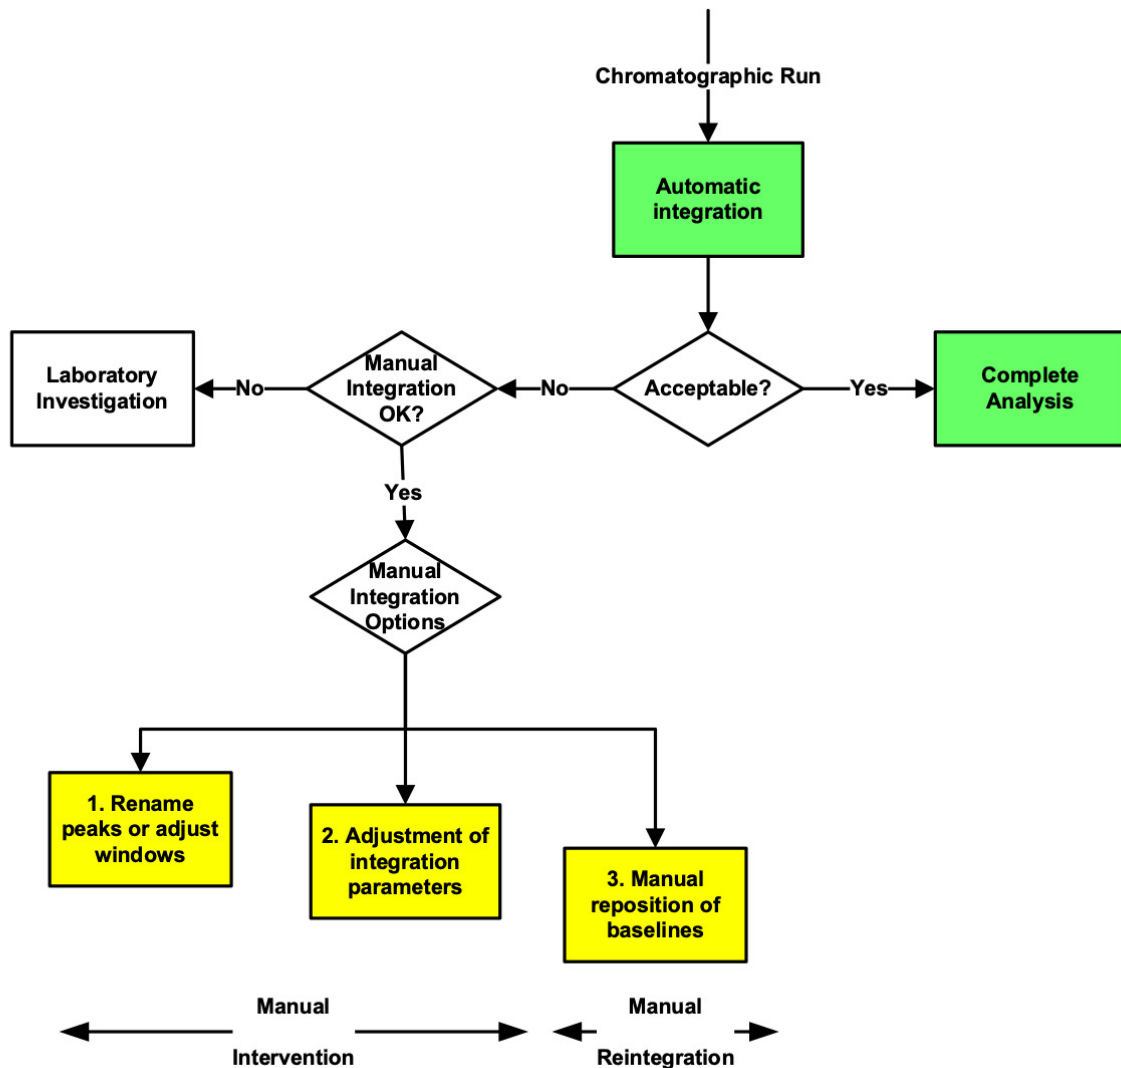 Chromatographic Run
Automatic
integration
Laboratory
Investigation
No
Manual
Integration
OK?
No
Acceptable?
Yes
Complete
Analysis
Yes
Manual
Integration
Options
1. Rename
peaks or adjust
windows
2. Adjustment of
integration
parameters
3. Manual
reposition of
baselines
Manual
Intervention
Manual
Reintegration